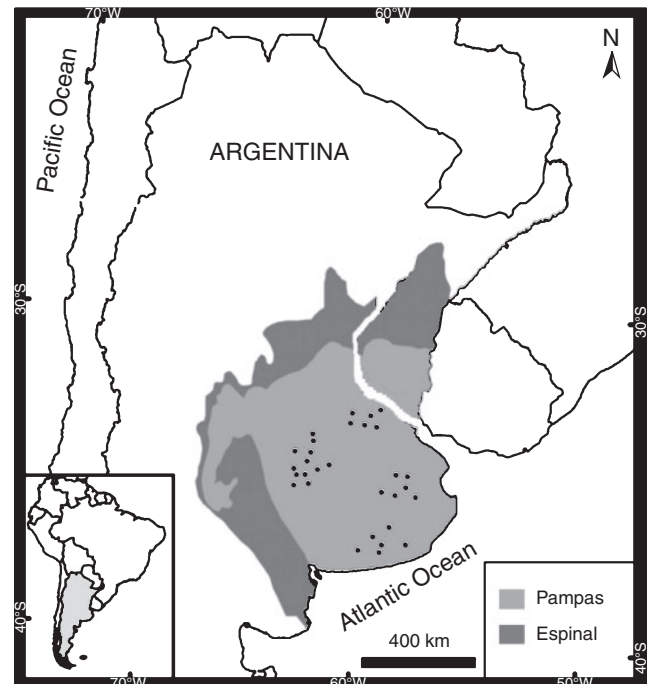 70°W
60°W
N
Pacific Ocean
ARGENTINA
30°S
30°S
Atlantic Ocean
Pampas
Espinal
400 km
40°S
40°S
70°W
60°W
50°W